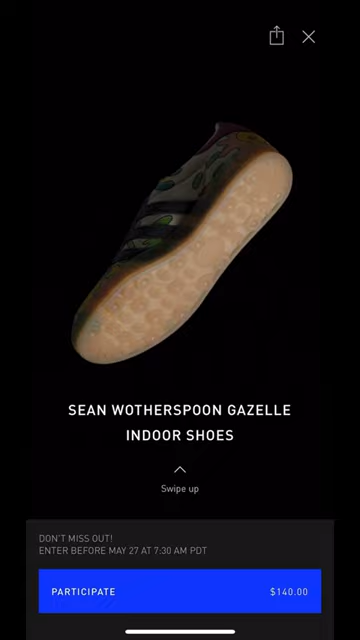 SEAN WOTHERSPOON GAZELLE
INDOOR SHOES
Swipe up
DON'T MISS OUT!
ENTER BEFORE MAY 27 AT 7:30 AM PDT
PARTICIPATE $140.00